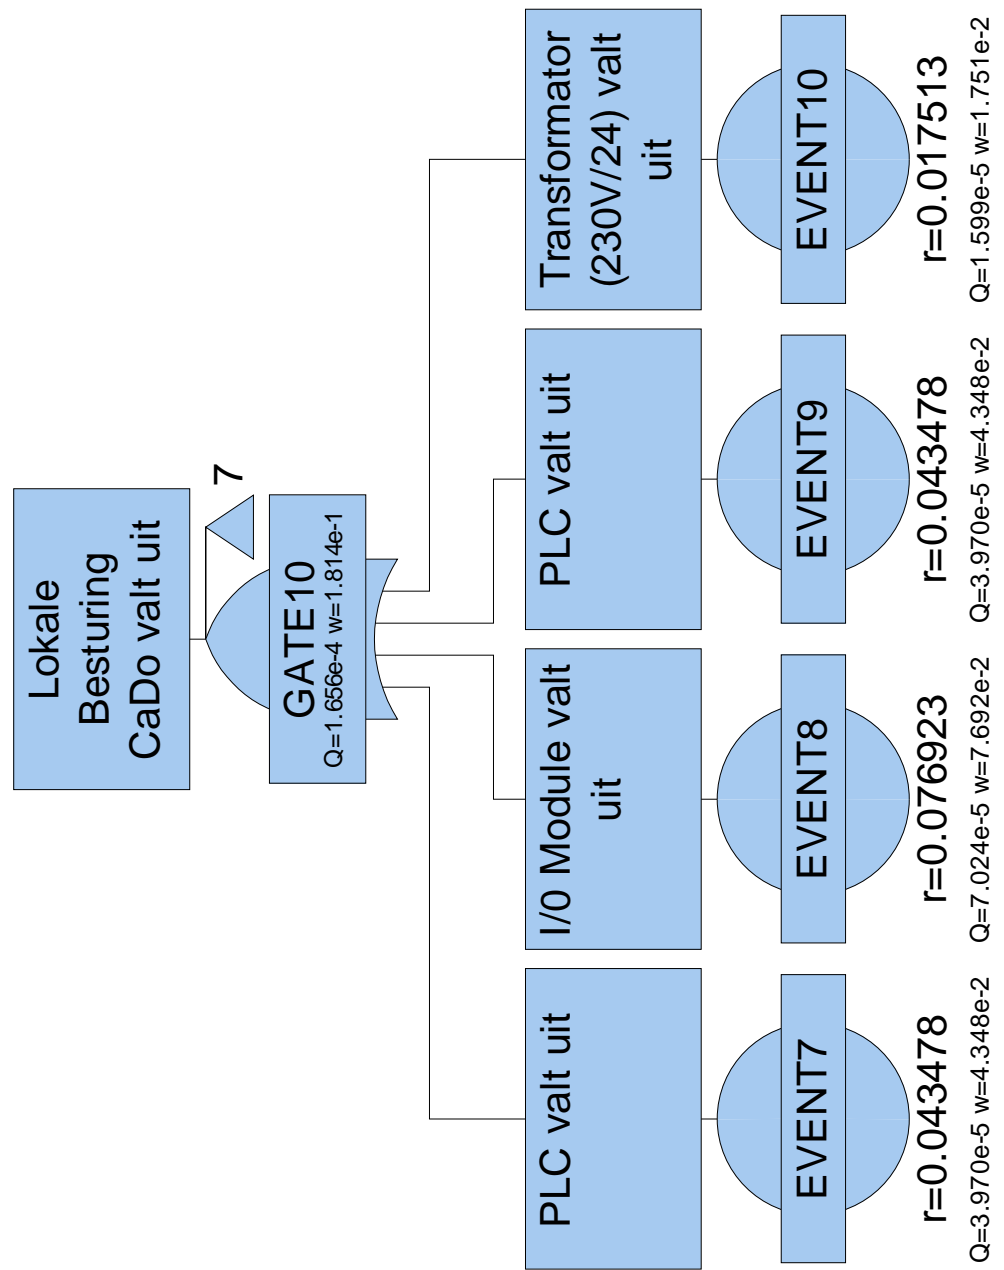 Lokale
Besturing
CaDo valt uit
7
GATE10
Q=1.656e-4 w=1.814e-1
PLC valt uit
EVENT7
r=0.043478
Q=3.970e-5 w=4.348e-2
I/0 Module valt
uit
EVENT8
r=0.076923
Q=7.024e-5 w=7.692e-2
PLC valt uit
EVENT9
r=0.043478
Q=3.970e-5 w=4.348e-2
Transformator
(230V/24) valt
uit
EVENT10
r=0.017513
Q=1.599e-5 w=1.751e-2